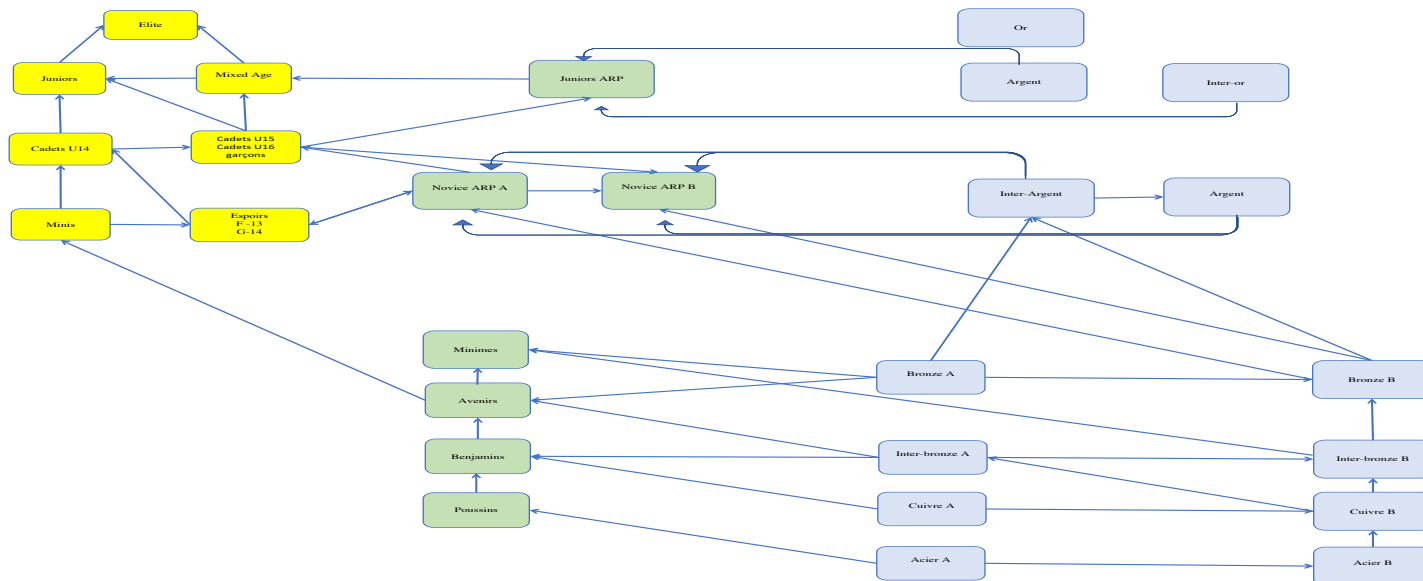 Elite
Or
Juniors
Mixed Age
Juniors ARP
Argent
Inter-or
Cadets U14
Cadets U15
Cadets U16
garçons
Novice ARP A
Novice ARP B
Inter-Argent
Argent
Minis
Espoirs
F -13
G-14
Minimes
Bronze A
Bronze B
Avenirs
Benjamins
Inter-bronze A
Inter-bronze B
Poussins
Cuivre A
Cuivre B
Acier A
Acier B